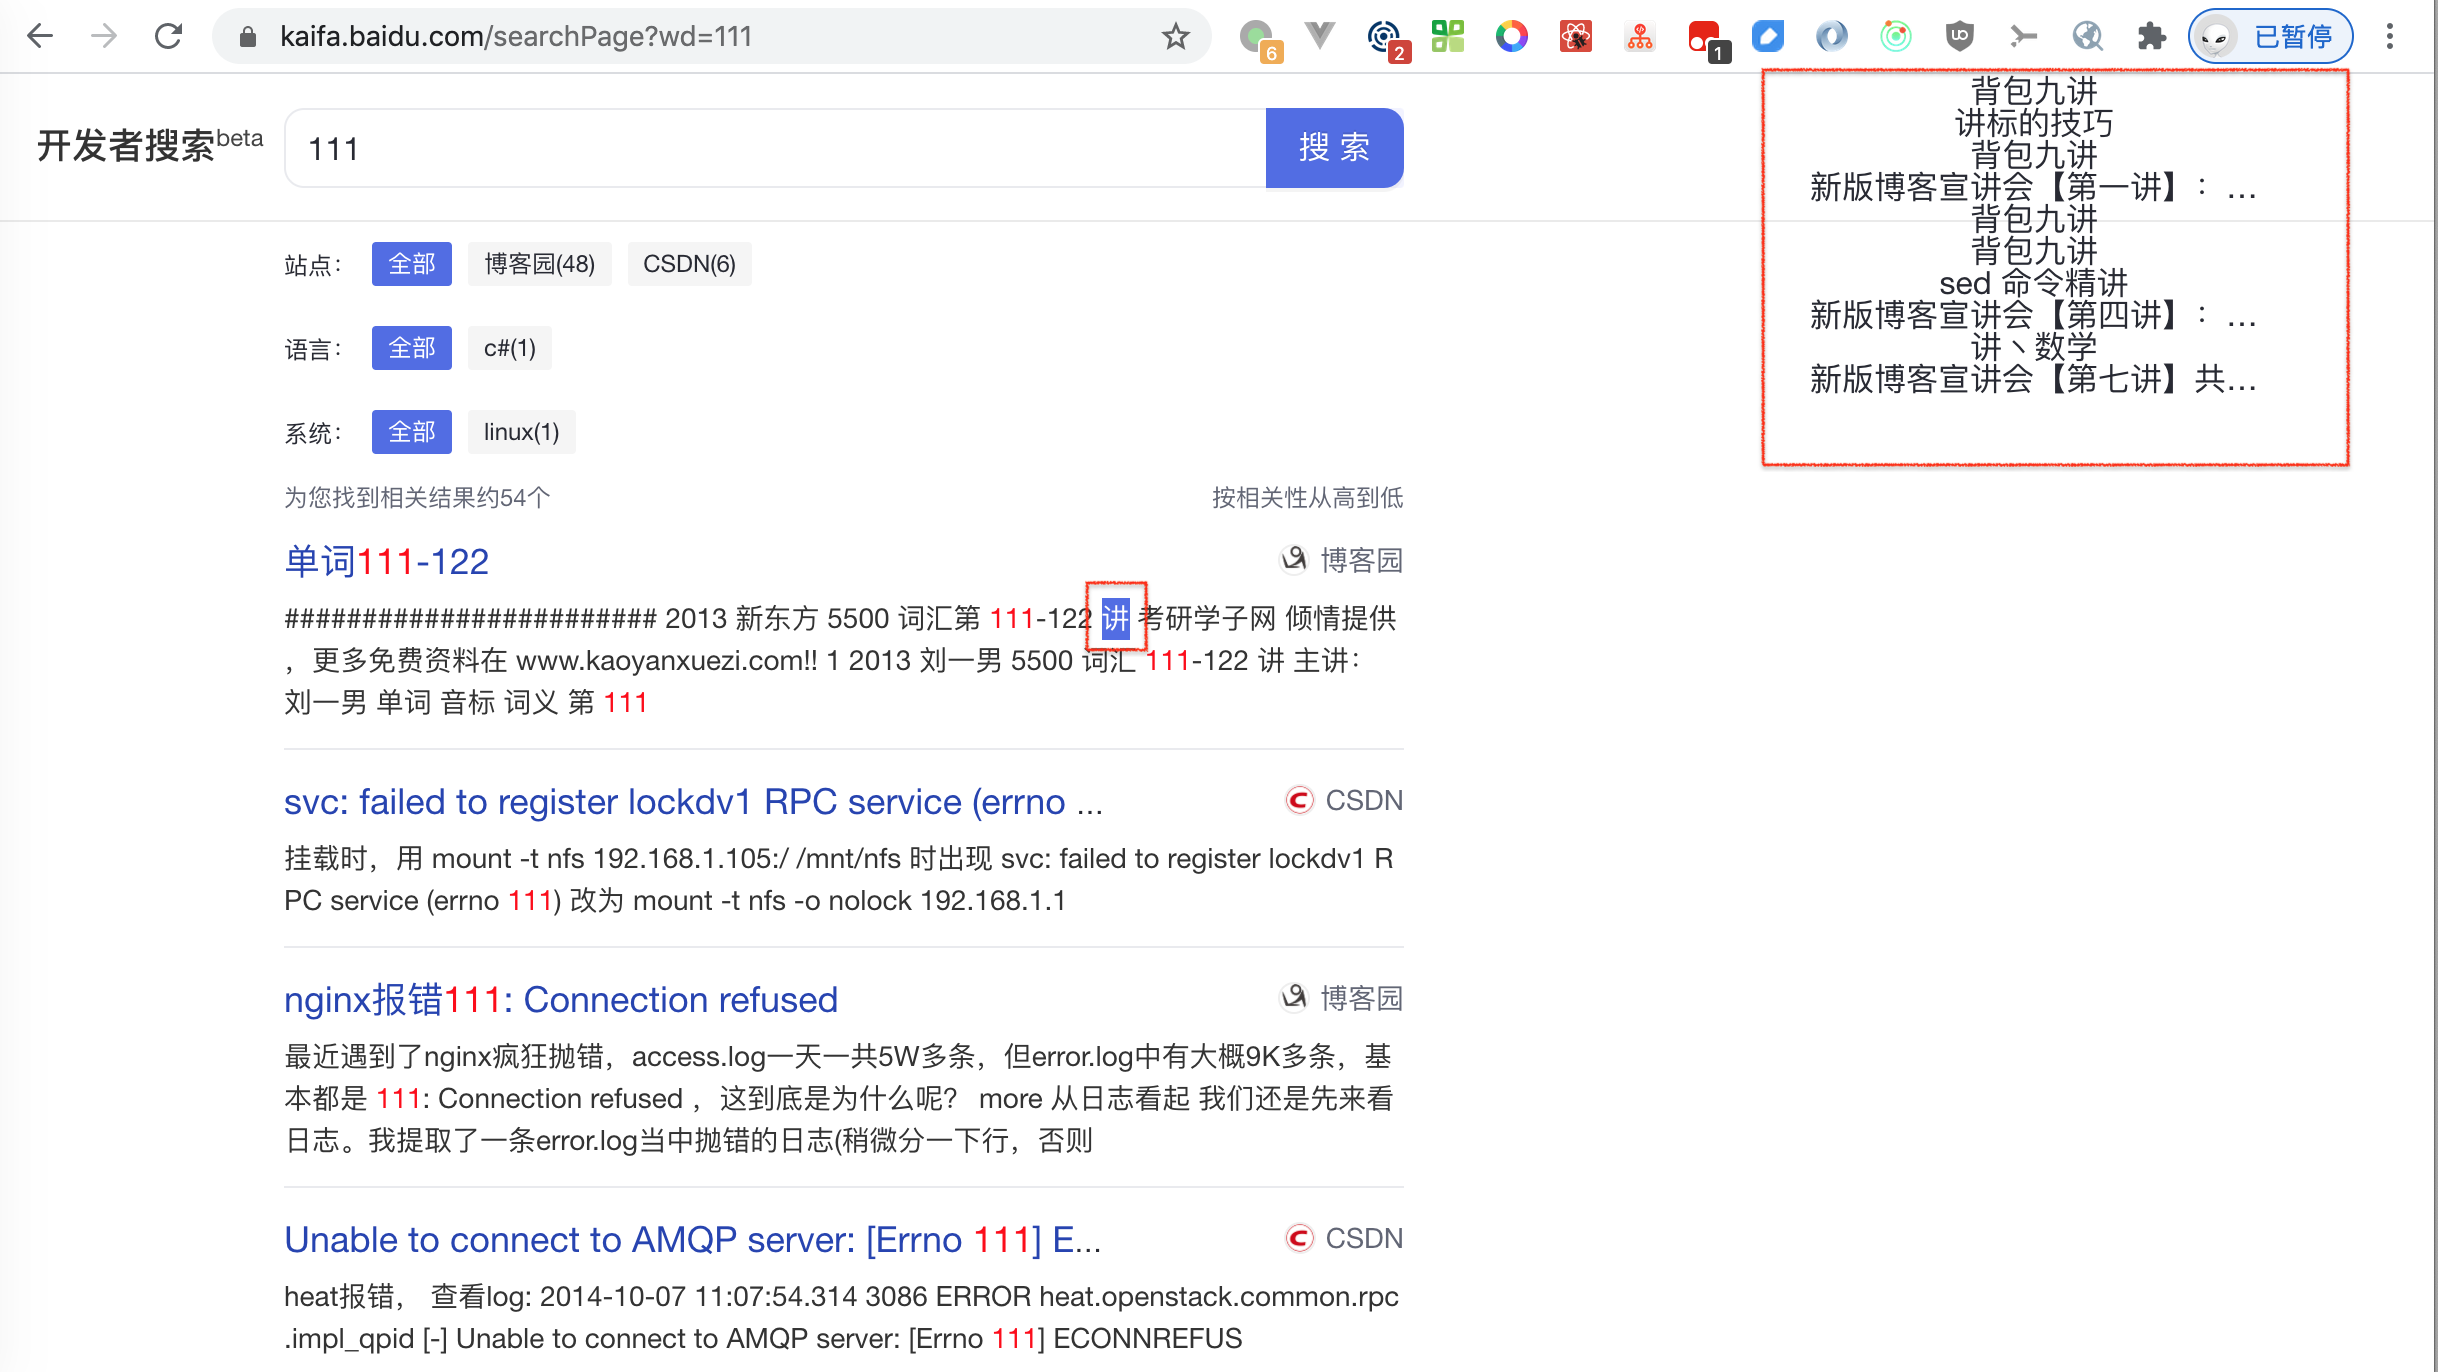 kaifa.baidu.com/searchPage?wd=111
6
2
1
已暂停
开发者搜索beta
111
搜 索
背包九讲
讲标的技巧
背包九讲
新版博客宣讲会【第一讲】：...
背包九讲
背包九讲
sed 命令精讲
新版博客宣讲会【第四讲】：...
讲丶数学
新版博客宣讲会【第七讲】共...
站点： 全部 博客园(48) CSDN(6)
语言： 全部 c#(1)
系统： 全部 linux(1)
为您找到相关结果约54个 按相关性从高到低
单词111-122 博客园
######################## 2013 新东方 5500 词汇第 111-122 讲 考研学子网 倾情提供
，更多免费资料在 www.kaoyanxuezi.com!! 1 2013 刘一男 5500 词汇 111-122 讲 主讲：
刘一男 单词 音标 词义 第 111
svc: failed to register lockdv1 RPC service (errno ... CSDN
挂载时，用 mount -t nfs 192.168.1.105:/ /mnt/nfs 时出现 svc: failed to register lockdv1 R
PC service (errno 111) 改为 mount -t nfs -o nolock 192.168.1.1
nginx报错111: Connection refused 博客园
最近遇到了nginx疯狂抛错，access.log一天一共5W多条，但error.log中有大概9K多条，基
本都是 111: Connection refused ，这到底是为什么呢？ more 从日志看起 我们还是先来看
日志。我提取了一条error.log当中抛错的日志(稍微分一下行，否则
Unable to connect to AMQP server: [Errno 111] E... CSDN
heat报错， 查看log: 2014-10-07 11:07:54.314 3086 ERROR heat.openstack.common.rpc
.impl_qpid [-] Unable to connect to AMQP server: [Errno 111] ECONNREFUS